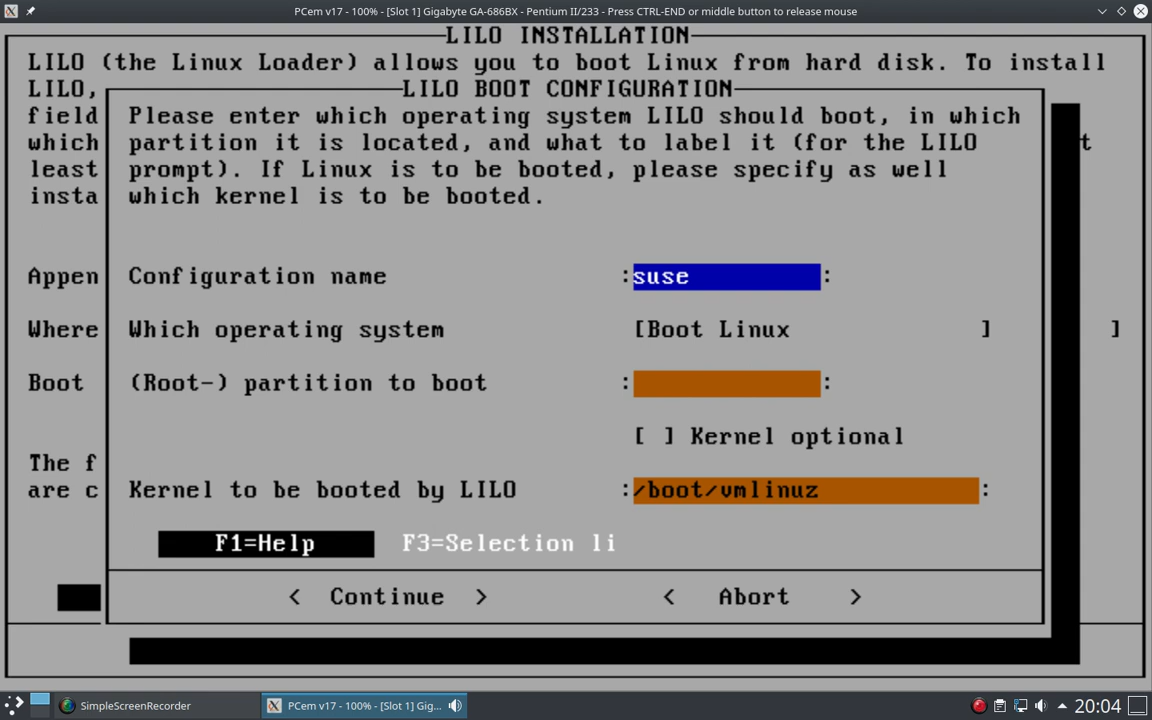 PCem v17 - 100% - [Slot 1] Gigabyte GA-686BX - Pentium II/233 - Press CTRL-END or middle button to release mouse
LILO INSTALLATION
LILO (the Linux Loader) allows you to boot Linux from hard disk. To install
LILO,
LILO BOOT CONFIGURATION
field
Please enter which operating system LILO should boot, in which
which
partition it is located, and what to label it (for the LILO
t
least
prompt). If Linux is to be booted, please specify as well
insta
which kernel is to be booted.
Appen
Configuration name :suse :
Where
Which operating system [Boot Linux ]
]
Boot
(Root-) partition to boot : :
[ ] Kernel optional
The f
are c
Kernel to be booted by LILO :/boot/vmlinuz :
F1=Help F3=Selection li
< Continue > < Abort >
SimpleScreenRecorder
PCem v17 - 100% - [Slot 1] Gig...
20:04